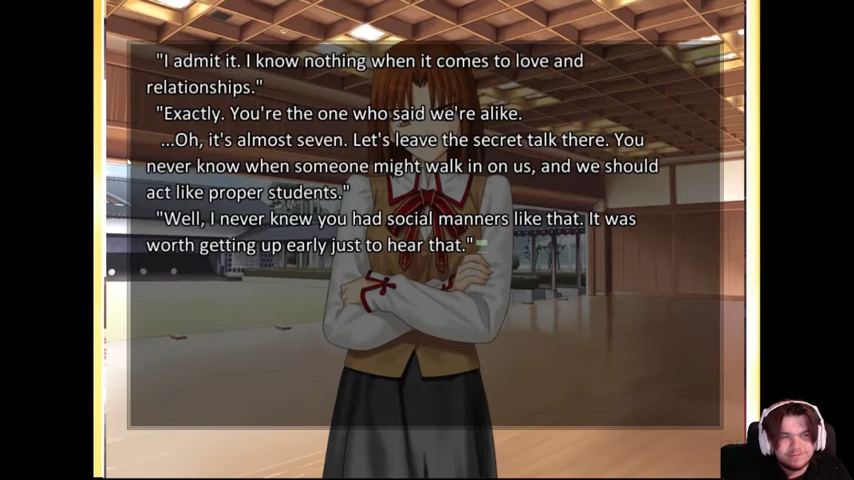 "I admit it. I know nothing when it comes to love and
relationships."
"Exactly. You're the one who said we're alike.
...Oh, it's almost seven. Let's leave the secret talk there. You
never know when someone might walk in on us, and we should
act like proper students."
"Well, I never knew you had social manners like that. It was
worth getting up early just to hear that."